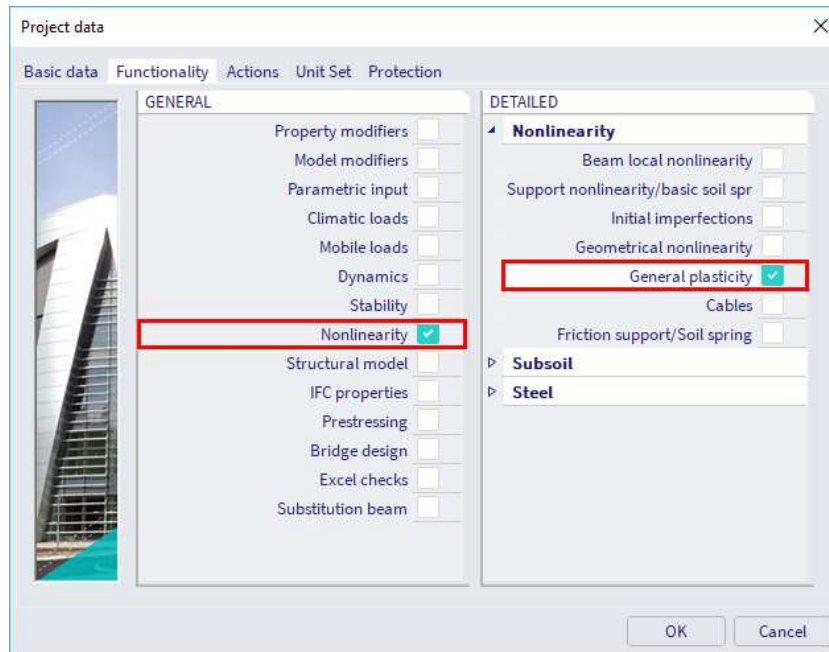 Project data
Basic data Functionality Actions Unit Set Protection
GENERAL
Property modifiers
Model modifiers
Parametric input
Climatic loads
Mobile loads
Dynamics
Stability
Nonlinearity
Structural model
IFC properties
Prestressing
Bridge design
Excel checks
Substitution beam
DETAILED
Nonlinearity
Beam local nonlinearity
Support nonlinearity/basic soil spr
Initial imperfections
Geometrical nonlinearity
General plasticity
Cables
Friction support/Soil spring
Subsoil
Steel
OK Cancel